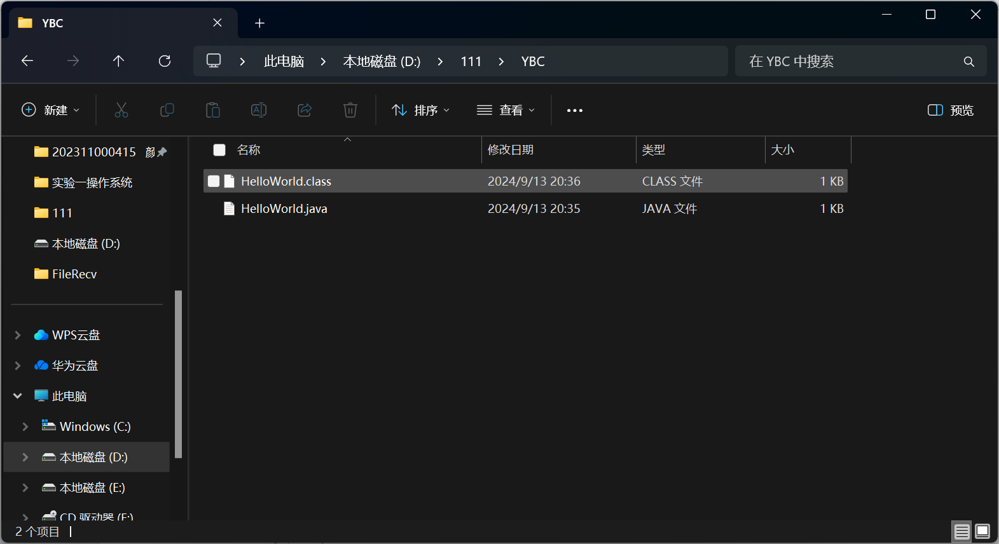 YBC
此电脑 本地磁盘 (D:) 111 YBC
在 YBC 中搜索
新建 排序 查看 预览
202311000415 颜
实验一操作系统
111
本地磁盘 (D:)
FileRecv
WPS云盘
华为云盘
此电脑
Windows (C:)
本地磁盘 (D:)
本地磁盘 (E:)
CD 驱动器 (F:)
名称 修改日期 类型 大小
HelloWorld.class 2024/9/13 20:36 CLASS 文件 1 KB
HelloWorld.java 2024/9/13 20:35 JAVA 文件 1 KB
2 个项目